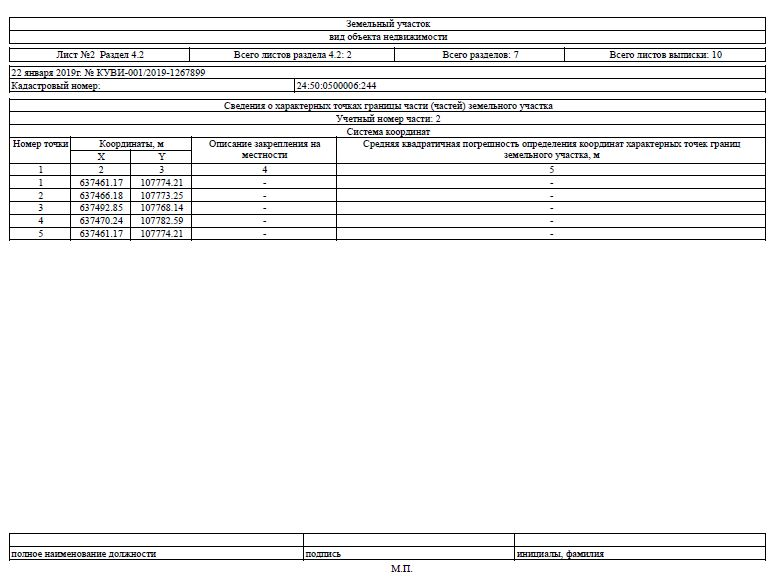 Земельный участок
вид объекта недвижимости
Лист №2 Раздел 4.2 Всего листов раздела 4.2: 2 Всего разделов: 7 Всего листов выписки: 10
22 января 2019г. № КУВИ-001/2019-1267899
Кадастровый номер: 24:50:0500006:244
Сведения о характерных точках границы части (частей) земельного участка
Учетный номер части: 2
Система координат
Номер точки Координаты, м Описание закрепления на местности Средняя квадратичная погрешность определения координат характерных точек границ земельного участка, м
X Y
1 2 3 4 5
1 637461.17 107774.21 - -
2 637466.18 107773.25 - -
3 637492.85 107768.14 - -
4 637470.24 107782.59 - -
5 637461.17 107774.21 - -
полное наименование должности подпись инициалы, фамилия
М.П.